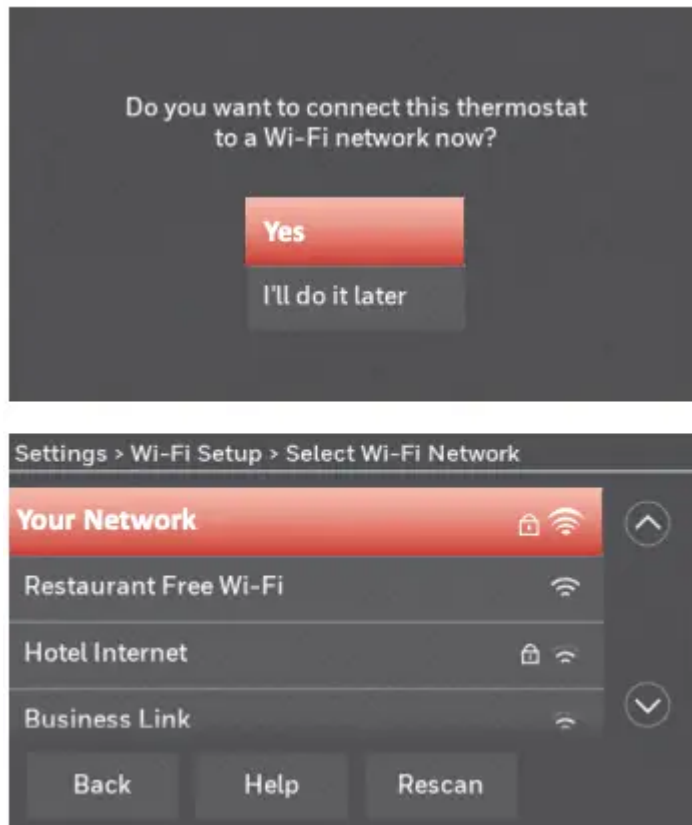 Do you want to connect this thermostat
to a Wi-Fi network now?
Yes
I'll do it later
Settings > Wi-Fi Setup > Select Wi-Fi Network
Your Network
Restaurant Free Wi-Fi
Hotel Internet
Business Link
Back Help Rescan